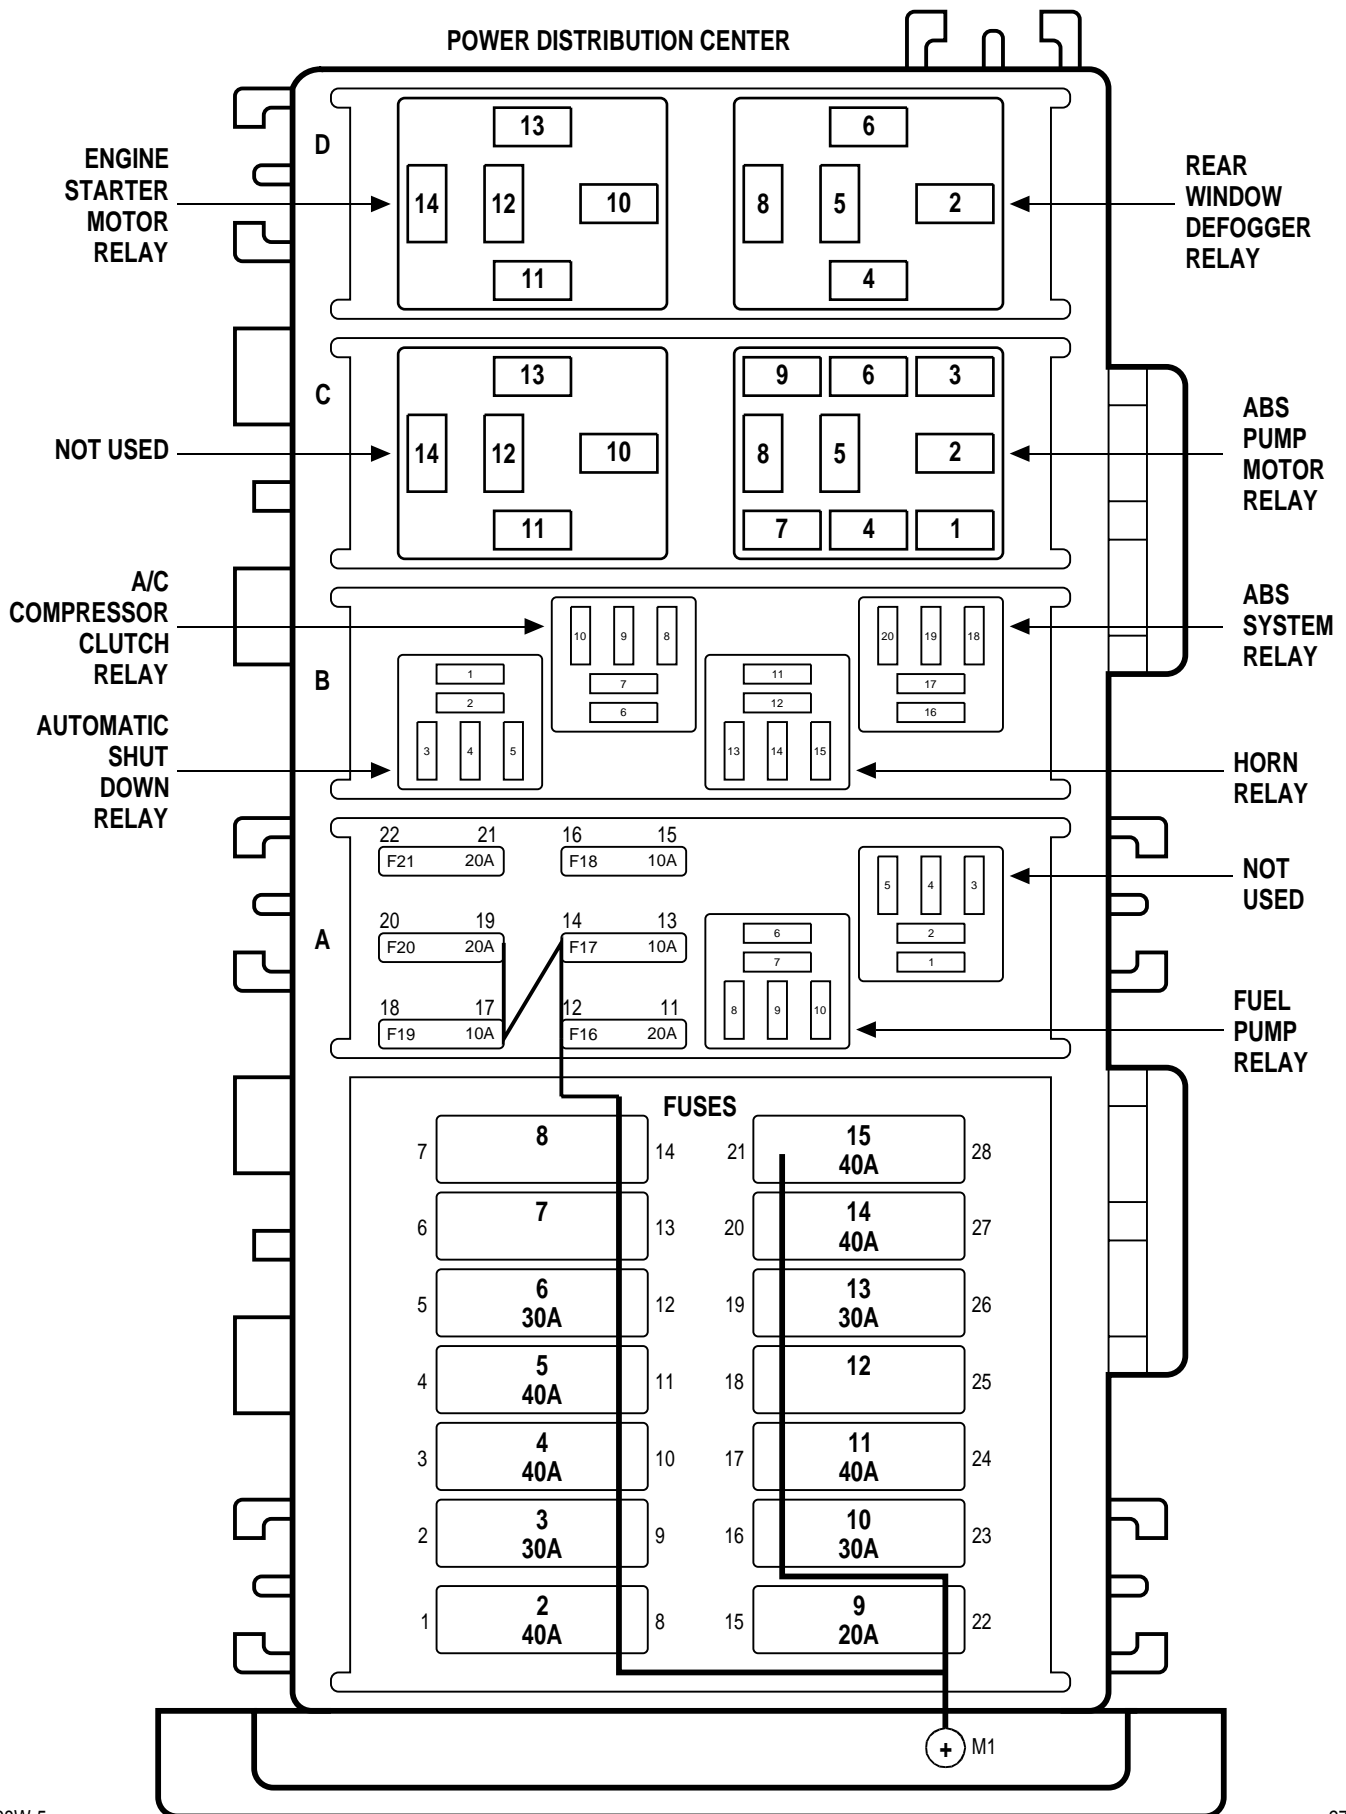 POWER DISTRIBUTION CENTER
D
13
14
12
10
11
6
8
5
2
4
ENGINE
STARTER
MOTOR
RELAY
REAR
WINDOW
DEFOGGER
RELAY
C
13
14
12
10
11
9
6
3
8
5
2
7
4
1
NOT USED
ABS
PUMP
MOTOR
RELAY
A/C
COMPRESSOR
CLUTCH
RELAY
AUTOMATIC
SHUT
DOWN
RELAY
B
1
2
3
4
5
10
9
8
7
6
11
12
13
14
15
20
19
18
17
16
ABS
SYSTEM
RELAY
HORN
RELAY
A
22 21
F21 20A
16 15
F18 10A
20 19
F20 20A
14 13
F17 10A
18 17
F19 10A
12 11
F16 20A
6
7
8
9
10
5
4
3
2
1
NOT
USED
FUEL
PUMP
RELAY
FUSES
7
8
14
21
15
40A
28
6
7
13
20
14
40A
27
5
6
30A
12
19
13
30A
26
4
5
40A
11
18
12
25
3
4
40A
10
17
11
40A
24
2
3
30A
9
16
10
30A
23
1
2
40A
8
15
9
20A
22
+
M1